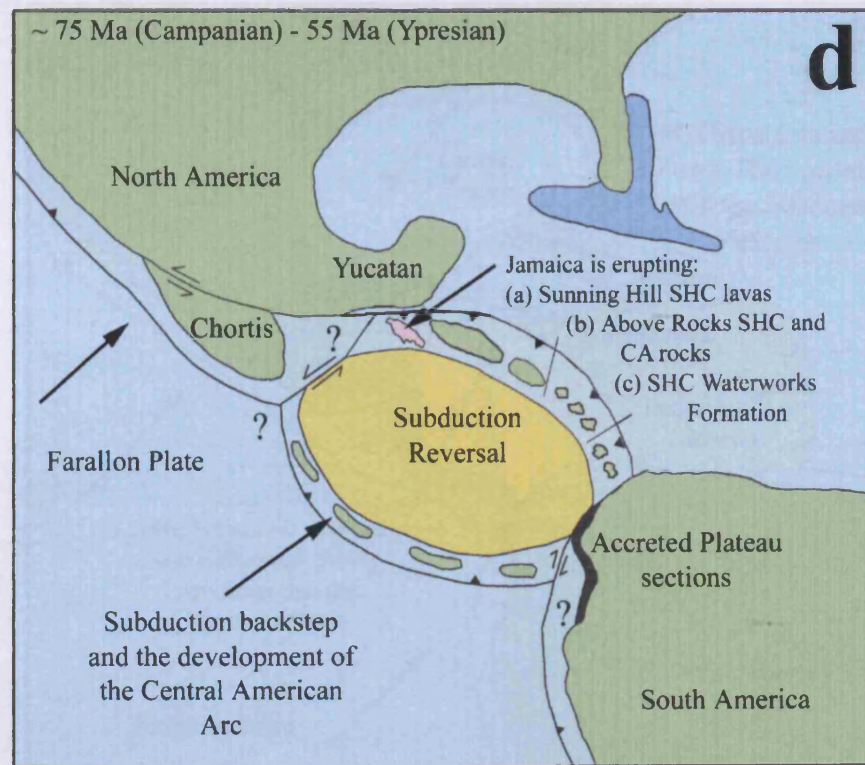 ~ 75 Ma (Campanian) - 55 Ma (Ypresian)
d
North America
Yucatan
Jamaica is erupting:
(a) Sunning Hill SHC lavas
(b) Above Rocks SHC and
CA rocks
(c) SHC Waterworks
Formation
Chortis
?
?
Subduction
Reversal
Farallon Plate
Accreted Plateau
sections
?
Subduction backstep
and the development of
the Central American
Arc
South America